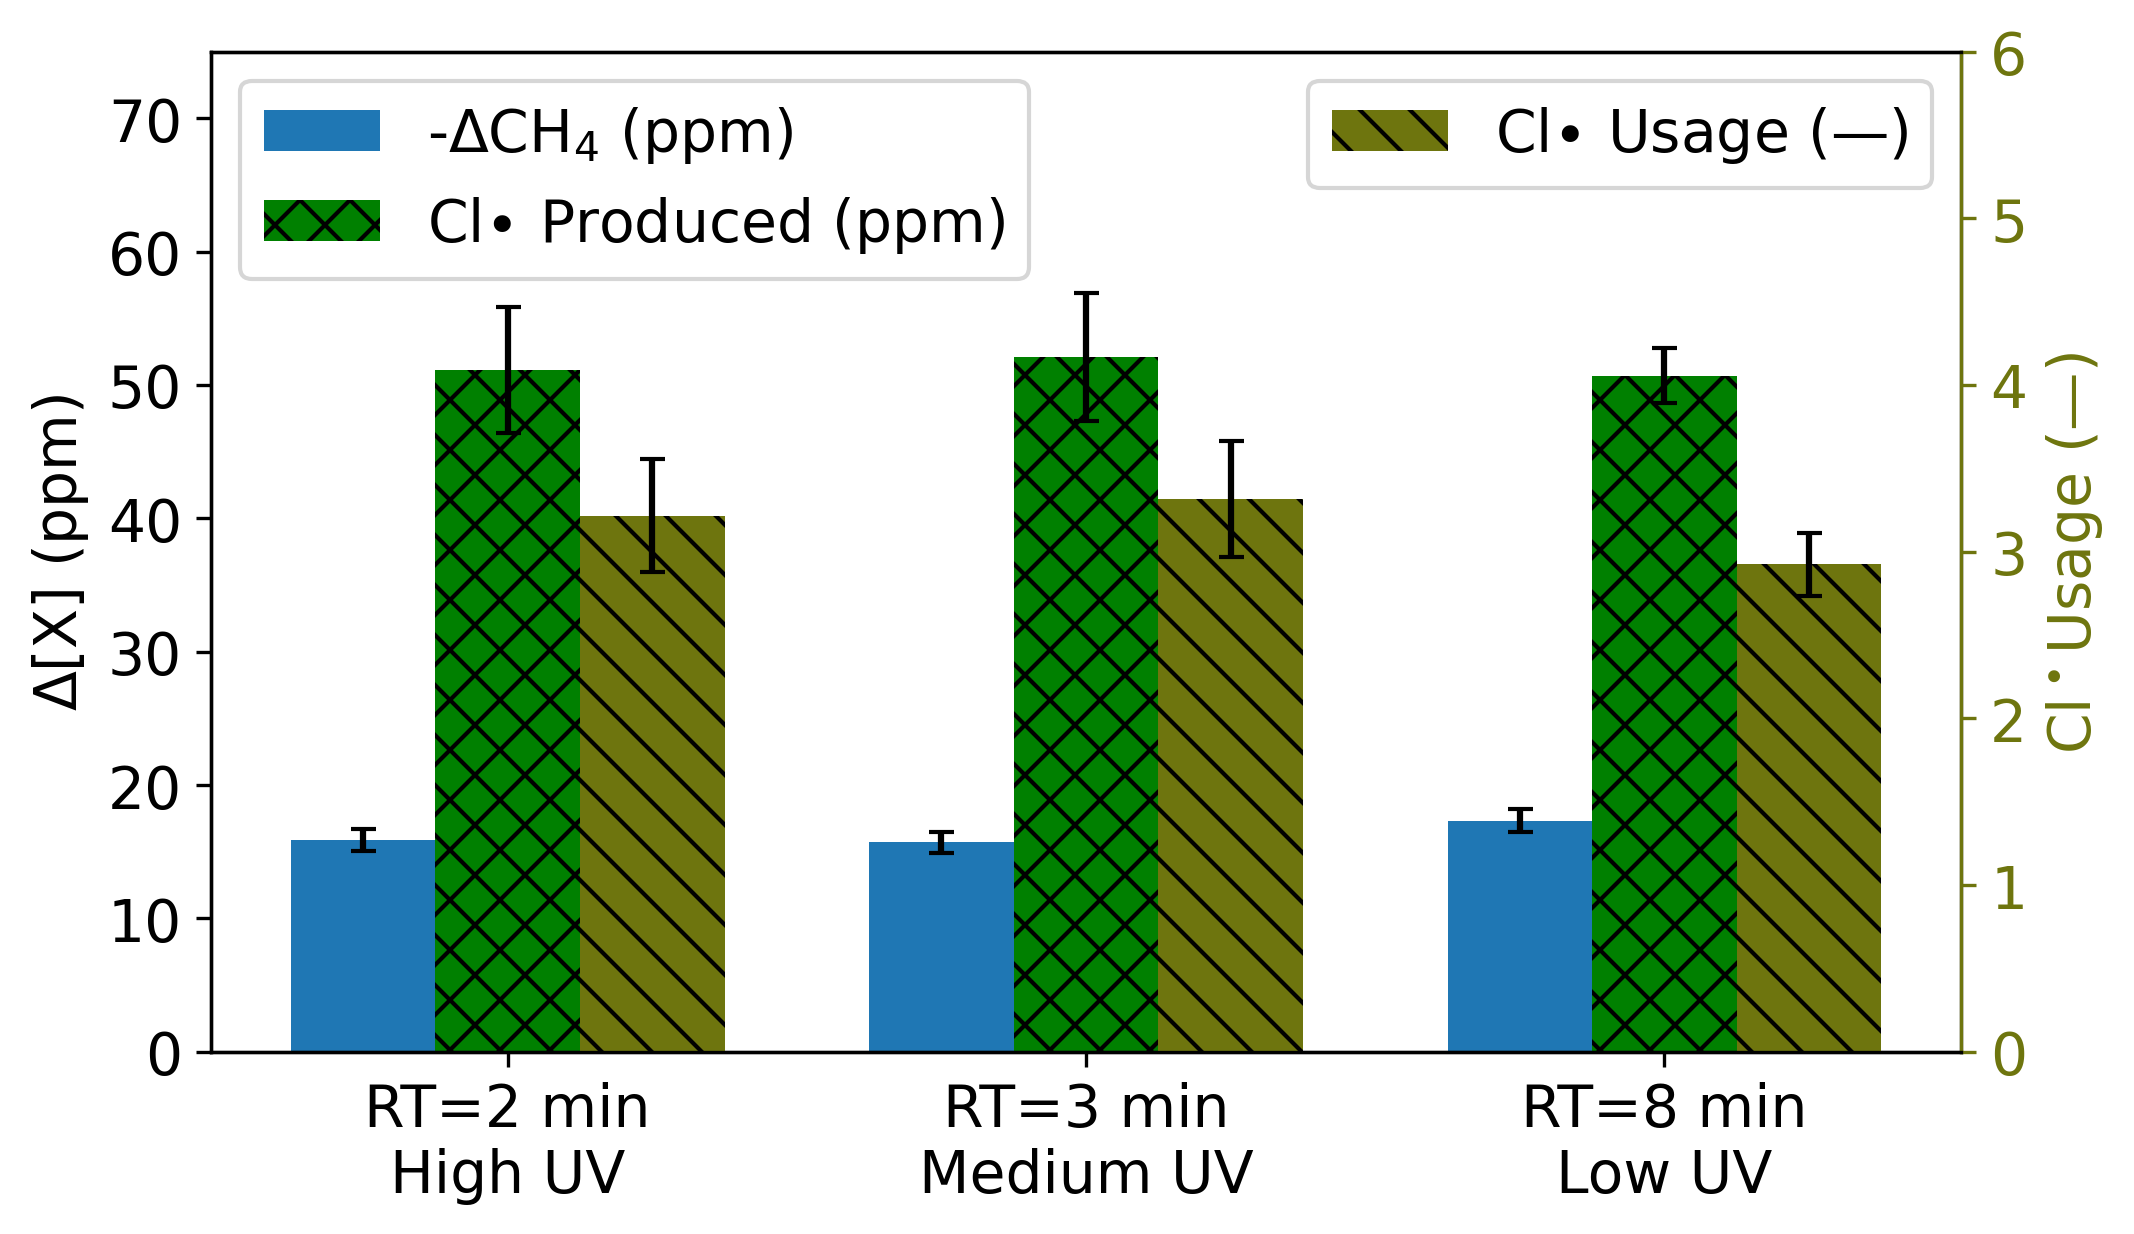 -ΔCH₄ (ppm)
Cl• Produced (ppm)
Cl• Usage (—)
Δ[X] (ppm)
70
60
50
40
30
20
10
0
6
5
4
3
2
1
0
Cl•Usage (—)
RT=2 min
High UV
RT=3 min
Medium UV
RT=8 min
Low UV